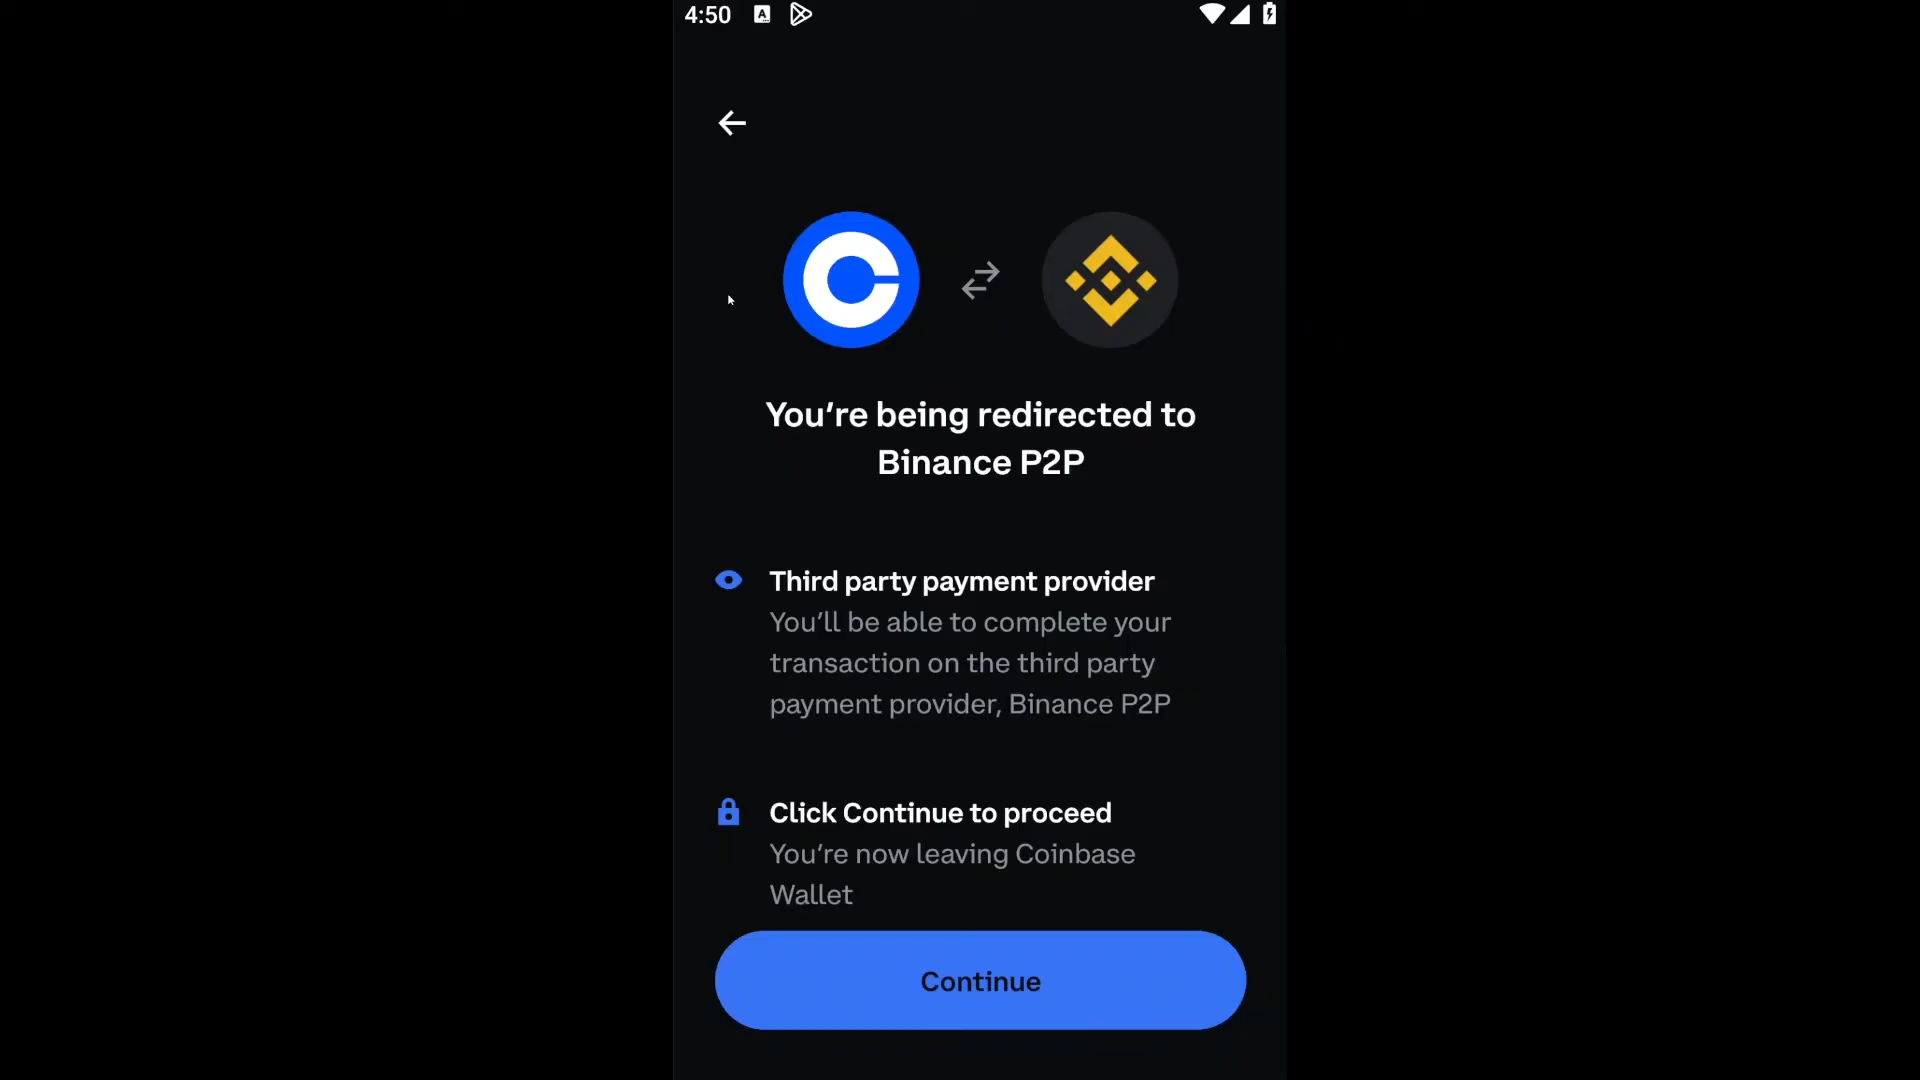 4:50
You’re being redirected to
Binance P2P
Third party payment provider
You’ll be able to complete your
transaction on the third party
payment provider, Binance P2P
Click Continue to proceed
You’re now leaving Coinbase
Wallet
Continue